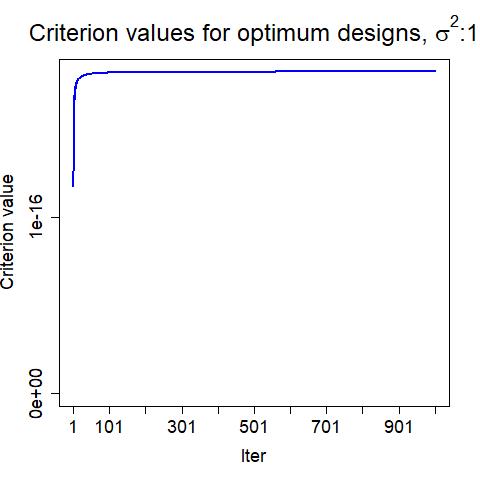 Criterion values for optimum designs, σ²:1
Criterion value
1e-16
0e+00
1 101 301 501 701 901
Iter